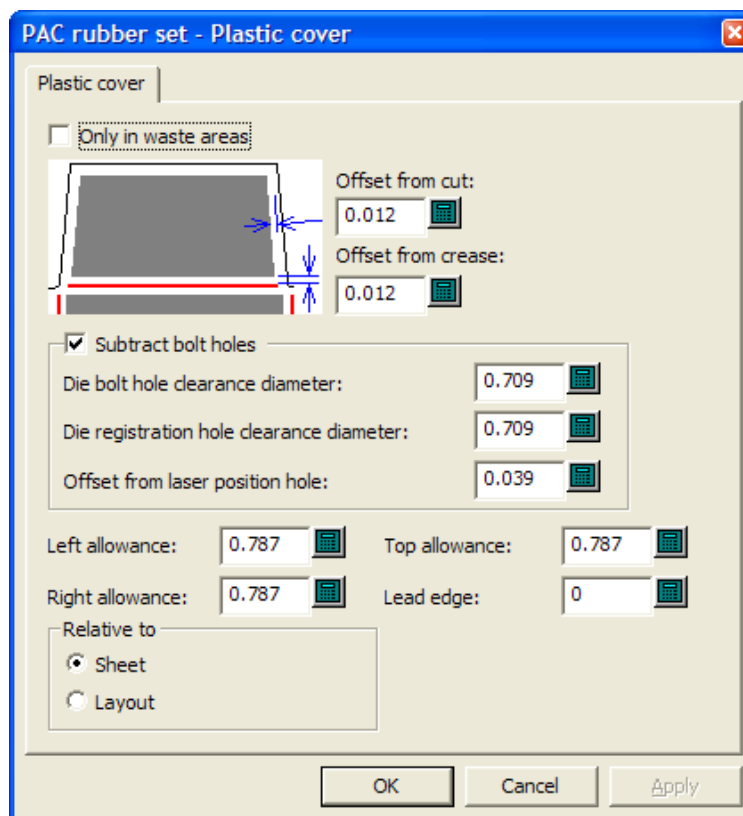 PAC rubber set - Plastic cover
Plastic cover
Only in waste areas
Offset from cut:
0.012
Offset from crease:
0.012
Subtract bolt holes
Die bolt hole clearance diameter: 0.709
Die registration hole clearance diameter: 0.709
Offset from laser position hole: 0.039
Left allowance: 0.787 Top allowance: 0.787
Right allowance: 0.787 Lead edge: 0
Relative to
Sheet
Layout
OK Cancel Apply